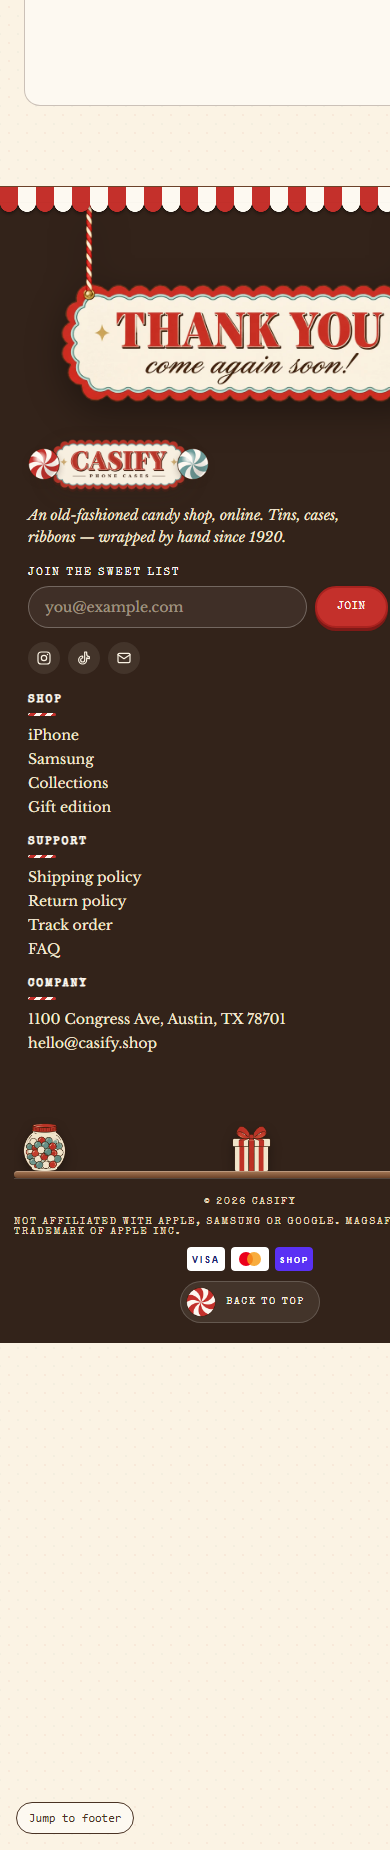 THANK YOU
come again soon!
CASIFY
PHONE CASES
An old-fashioned candy shop, online. Tins, cases,
ribbons — wrapped by hand since 1920.
JOIN THE SWEET LIST
you@example.com
JOIN
SHOP
iPhone
Samsung
Collections
Gift edition
SUPPORT
Shipping policy
Return policy
Track order
FAQ
COMPANY
1100 Congress Ave, Austin, TX 78701
hello@casify.shop
© 2026 CASIFY
NOT AFFILIATED WITH APPLE, SAMSUNG OR GOOGLE. MAGSAF
TRADEMARK OF APPLE INC.
VISA
SHOP
BACK TO TOP
Jump to footer